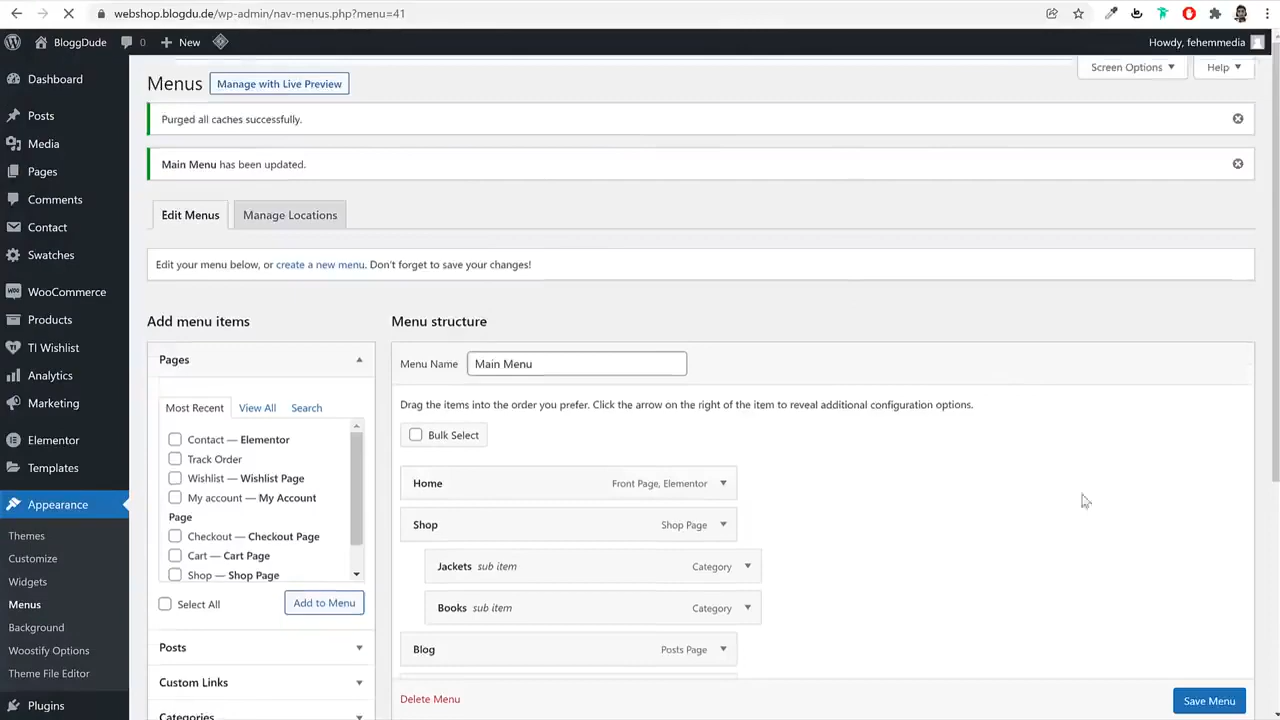 webshop.blogdu.de/wp-admin/nav-menus.php?menu=41
BloggDude 0 New
Howdy, fehemmedia
Dashboard
Posts
Media
Pages
Comments
Contact
Swatches
WooCommerce
Products
TI Wishlist
Analytics
Marketing
Elementor
Templates
Appearance
Themes
Customize
Widgets
Menus
Background
Woostify Options
Theme File Editor
Plugins
Screen Options
Help
Menus
Manage with Live Preview
Purged all caches successfully.
Main Menu has been updated.
Edit Menus
Manage Locations
Edit your menu below, or create a new menu. Don't forget to save your changes!
Add menu items
Pages
Most Recent View All Search
Contact — Elementor
Track Order
Wishlist — Wishlist Page
My account — My Account
Page
Checkout — Checkout Page
Cart — Cart Page
Shop — Shop Page
Select All
Add to Menu
Posts
Custom Links
Categories
Menu structure
Menu Name Main Menu
Drag the items into the order you prefer. Click the arrow on the right of the item to reveal additional configuration options.
Bulk Select
Home Front Page, Elementor
Shop Shop Page
Jackets sub item Category
Books sub item Category
Blog Posts Page
Delete Menu
Save Menu